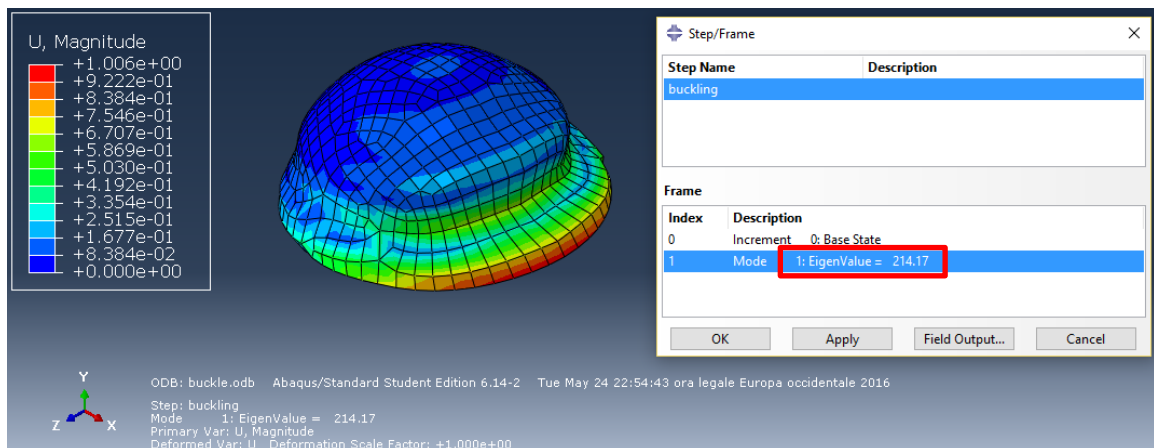 U, Magnitude
+1.006e+00
+9.222e-01
+8.384e-01
+7.546e-01
+6.707e-01
+5.869e-01
+5.030e-01
+4.192e-01
+3.354e-01
+2.515e-01
+1.677e-01
+8.384e-02
+0.000e+00
Step/Frame
Step Name Description
buckling
Frame
Index Description
0 Increment 0: Base State
1 Mode 1: EigenValue = 214.17
OK Apply Field Output... Cancel
Y
Z X
ODB: buckle.odb Abaqus/Standard Student Edition 6.14-2 Tue May 24 22:54:43 ora legale Europa occidentale 2016
Step: buckling
Mode 1: EigenValue = 214.17
Primary Var: U, Magnitude
Deformed Var: U Deformation Scale Factor: +1.000e+00